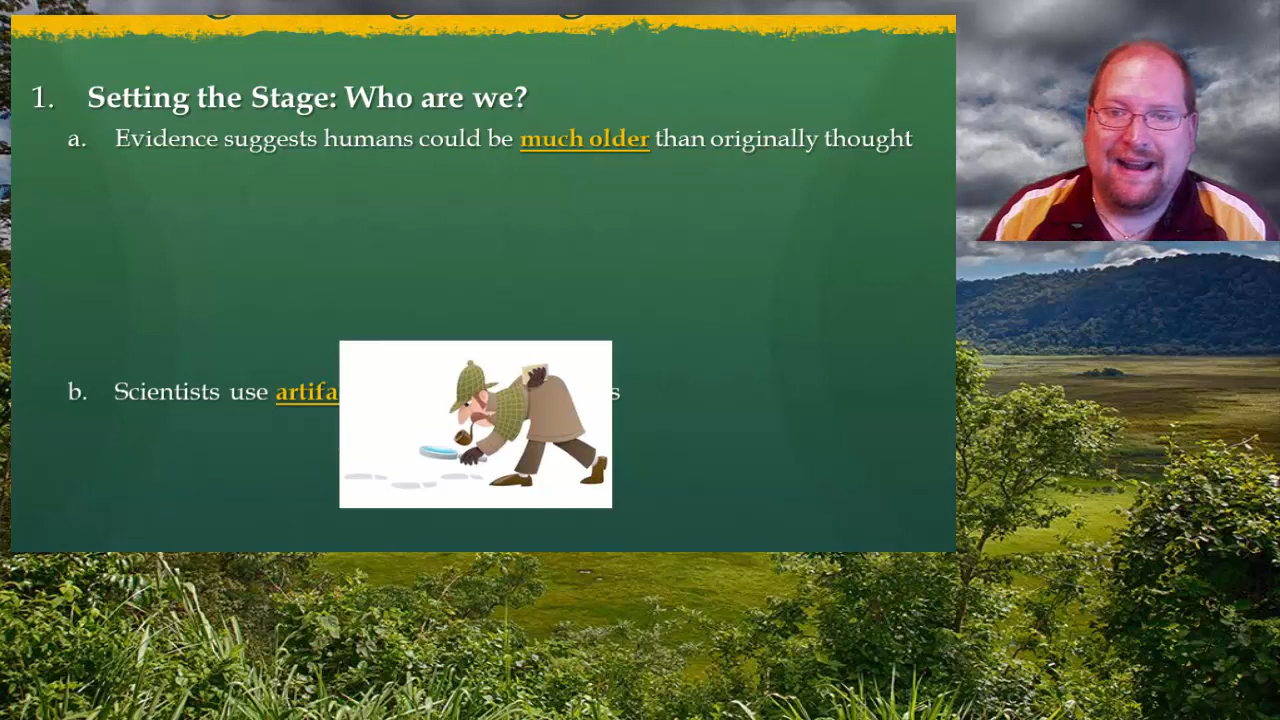 1. Setting the Stage: Who are we?
a. Evidence suggests humans could be much older than originally thought
b. Scientists use